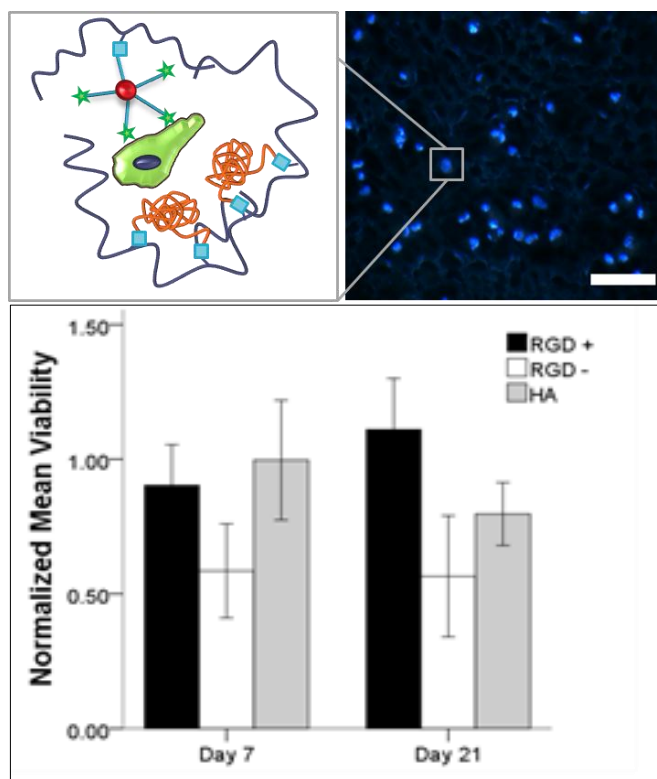 1.50
1.00
0.50
0.00
Normalized Mean Viability
RGD +
RGD -
HA
Day 7
Day 21